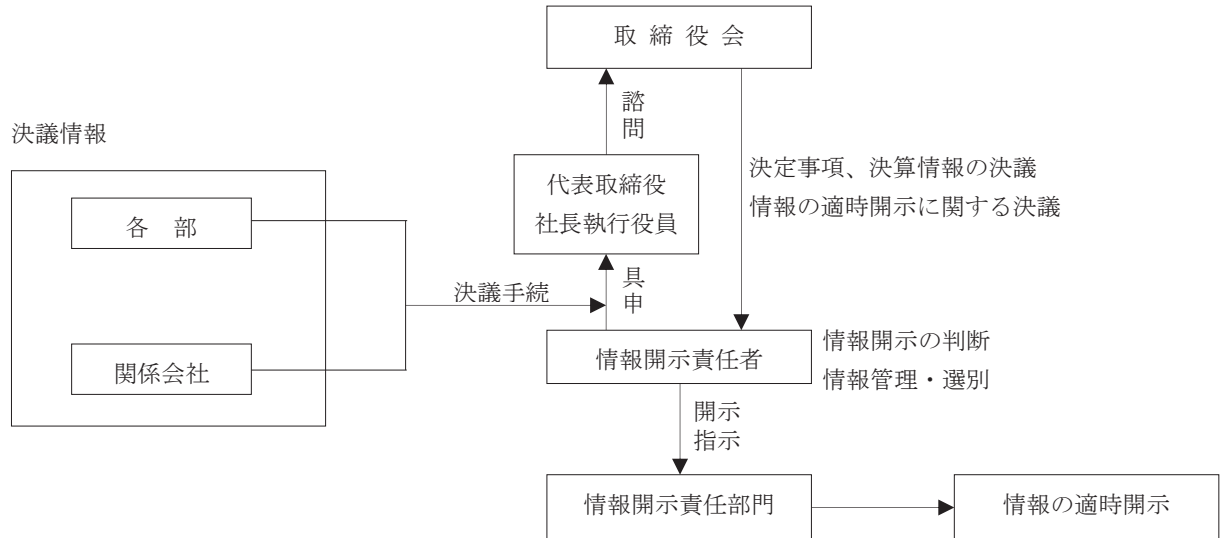 取 締 役 会
諮問
決議情報
代表取締役
社長執行役員
決定事項、決算情報の決議
情報の適時開示に関する決議
各 部
具申
決議手続
関係会社
情報開示責任者
情報開示の判断
情報管理・選別
開示
指示
情報開示責任部門
情報の適時開示